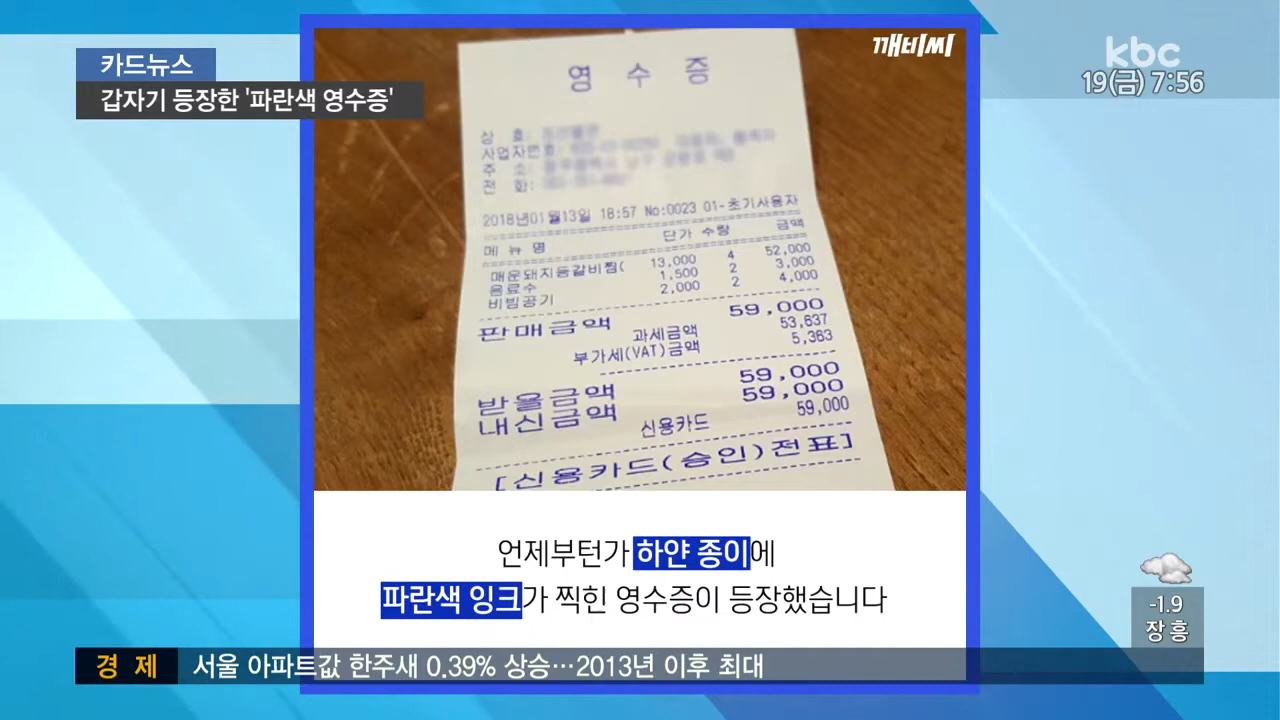 카드뉴스
갑자기 등장한 '파란색 영수증'
깨티씨
kbc
19(금) 7:56
영 수 증
상 호:
사업자번호:
주 소:
전 화:
2018년01월13일 18:57 No:0023 01-초기사용자
메 뉴 명 단가 수량 금액
매운돼지등갈비찜( 13,000 4 52,000
음료수 1,500 2 3,000
비빔공기 2,000 2 4,000
판매금액 59,000
과세금액 53,637
부가세(VAT)금액 5,363
받을금액 59,000
내신금액 59,000
신용카드 59,000
[신용카드(승인)전표]
언제부턴가 하얀 종이에
파란색 잉크가 찍힌 영수증이 등장했습니다
-1.9
장 흥
경 제 서울 아파트값 한주새 0.39% 상승…2013년 이후 최대